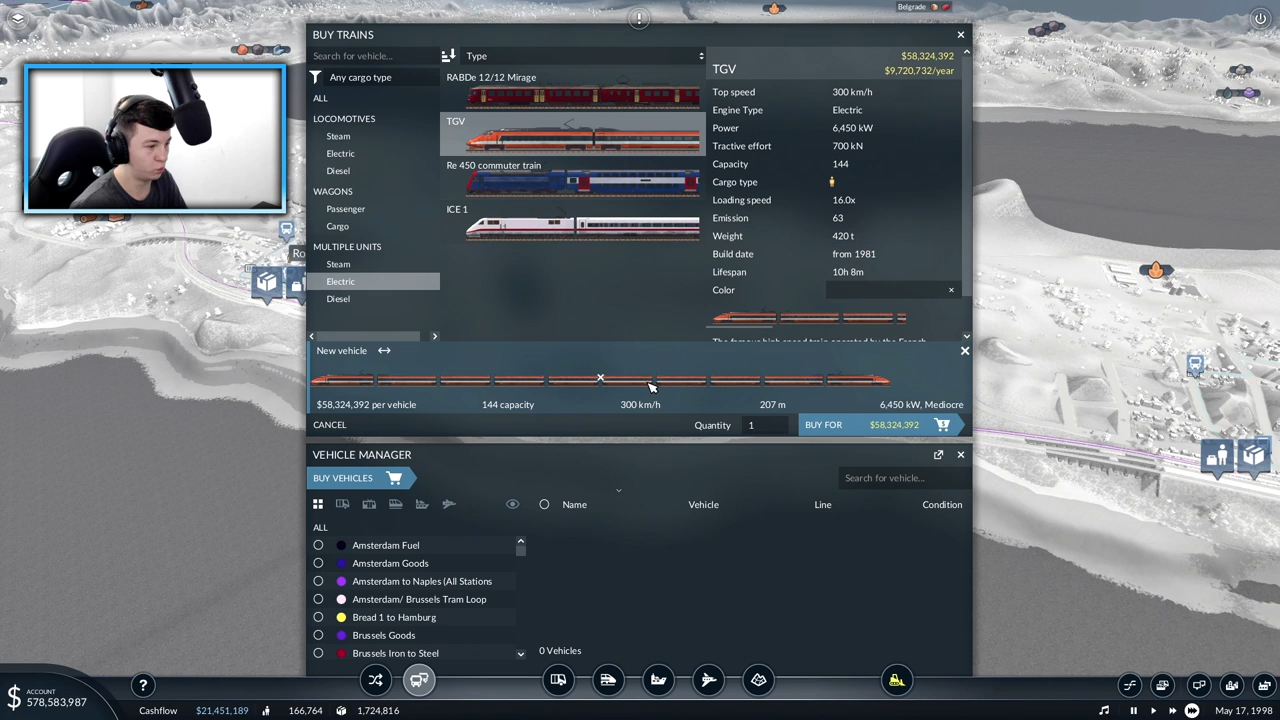 Belgrade
BUY TRAINS
Search for vehicle...
Type
Any cargo type
ALL
LOCOMOTIVES
Steam
Electric
Diesel
WAGONS
Passenger
Cargo
MULTIPLE UNITS
Steam
Electric
Diesel
RABDe 12/12 Mirage
TGV
Re 450 commuter train
ICE 1
$58,324,392
TGV
$9,720,732/year
Top speed 300 km/h
Engine Type Electric
Power 6,450 kW
Tractive effort 700 kN
Capacity 144
Cargo type
Loading speed 16.0x
Emission 63
Weight 420 t
Build date from 1981
Lifespan 10h 8m
Color
Ro
New vehicle
$58,324,392 per vehicle 144 capacity 300 km/h 207 m 6,450 kW, Mediocre
CANCEL Quantity 1 BUY FOR $58,324,392
VEHICLE MANAGER
BUY VEHICLES
Search for vehicle...
Name Vehicle Line Condition
ALL
Amsterdam Fuel
Amsterdam Goods
Amsterdam to Naples (All Stations
Amsterdam/ Brussels Tram Loop
Bread 1 to Hamburg
Brussels Goods
Brussels Iron to Steel
0 Vehicles
$ ACCOUNT
578,583,987
?
Cashflow $21,451,189 166,764 1,724,816
May 17, 1998